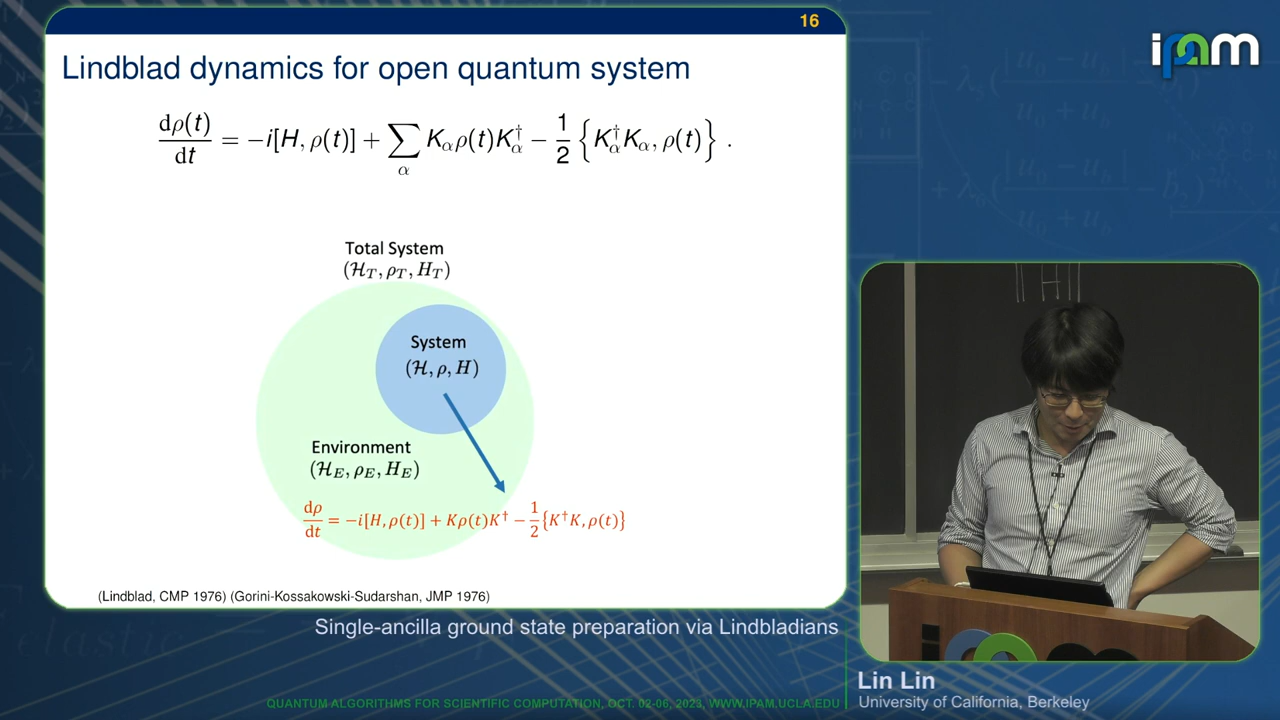 16
ipam
Lindblad dynamics for open quantum system
dρ(t)/dt = −i[H, ρ(t)] + ∑_α K_α ρ(t) K_α^† − 1/2 {K_α^† K_α, ρ(t)} .
Total System
(ℋ_T, ρ_T, H_T)
System
(ℋ, ρ, H)
Environment
(ℋ_E, ρ_E, H_E)
dρ/dt = −i[H, ρ(t)] + Kρ(t)K^† − 1/2 {K^†K, ρ(t)}
(Lindblad, CMP 1976) (Gorini-Kossakowski-Sudarshan, JMP 1976)
Single-ancilla ground state preparation via Lindbladians
Lin Lin
University of California, Berkeley
QUANTUM ALGORITHMS FOR SCIENTIFIC COMPUTATION, OCT. 02-06, 2023, WWW.IPAM.UCLA.EDU